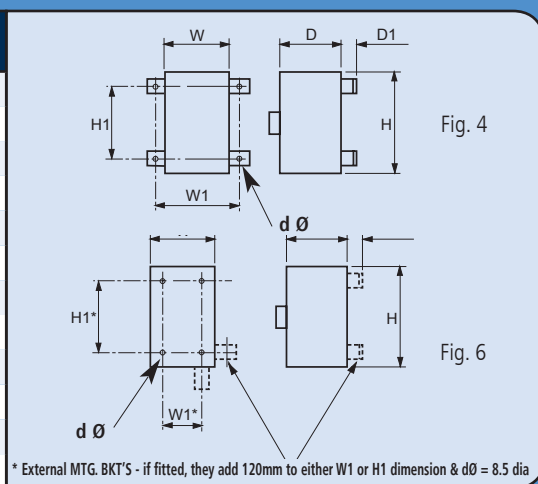 W
D
D1
H1
H
Fig. 4
W1
d Ø
H1*
H
Fig. 6
W1*
d Ø
* External MTG. BKT'S - if fitted, they add 120mm to either W1 or H1 dimension & dØ = 8.5 dia